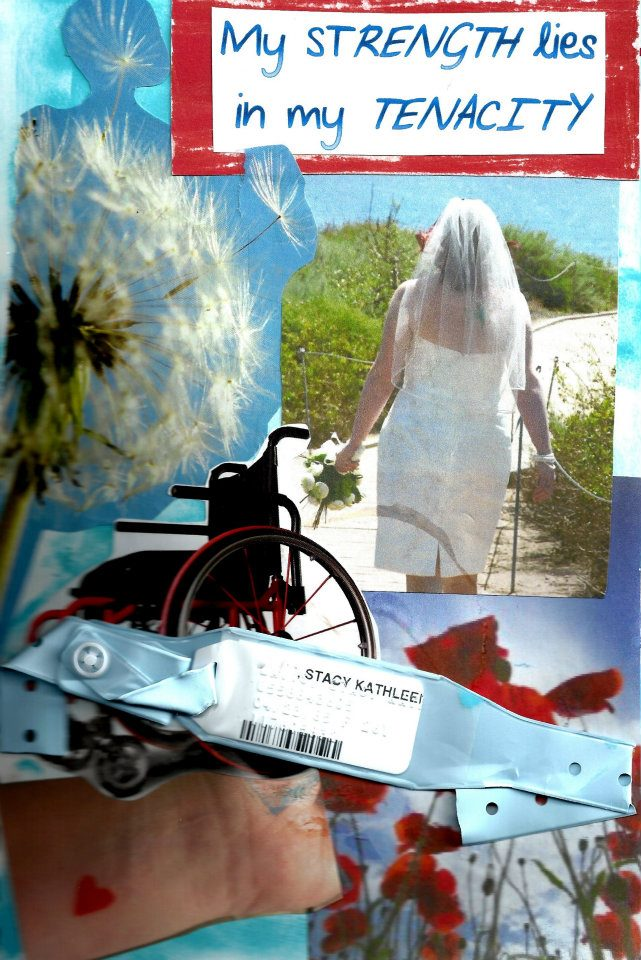 My STRENGTH lies
in my TENACITY
STACY KATHLEEN